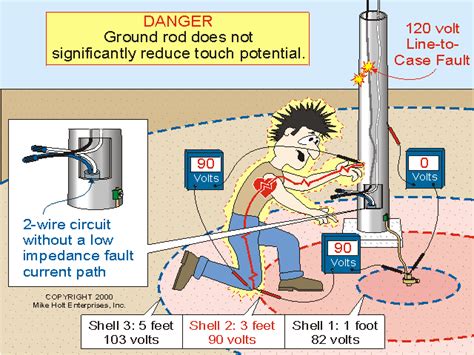 DANGER
Ground rod does not
significantly reduce touch potential.
120 volt
Line-to-
Case Fault
90
Volts
0
Volts
90
Volts
2-wire circuit
without a low
impedance fault
current path
COPYRIGHT 2000
Mike Holt Enterprises, Inc.
Shell 3: 5 feet
103 volts
Shell 2: 3 feet
90 volts
Shell 1: 1 foot
82 volts